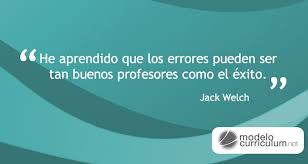 “He aprendido que los errores pueden ser
tan buenos profesores como el éxito.”
Jack Welch
modelo
curriculum.net